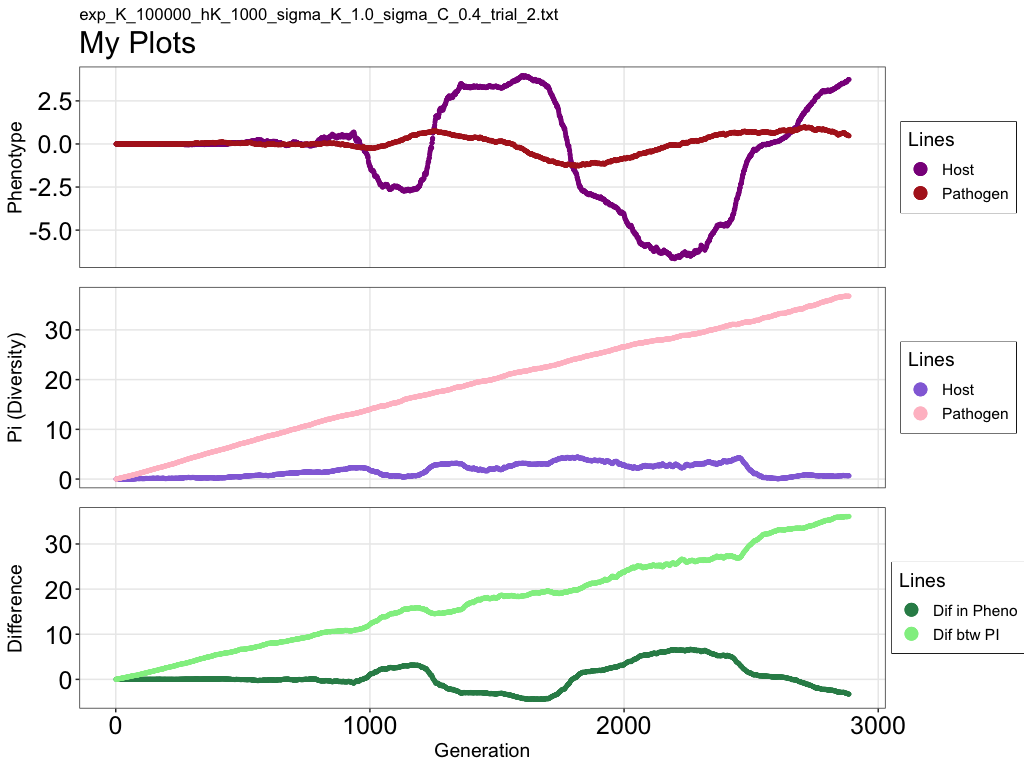 exp_K_100000_hK_1000_sigma_K_1.0_sigma_C_0.4_trial_2.txt
My Plots
Phenotype
2.5
0.0
-2.5
-5.0
Lines
Host
Pathogen
Pi (Diversity)
30
20
10
0
Lines
Host
Pathogen
Difference
30
20
10
0
Lines
Dif in Pheno
Dif btw PI
0 1000 2000 3000
Generation